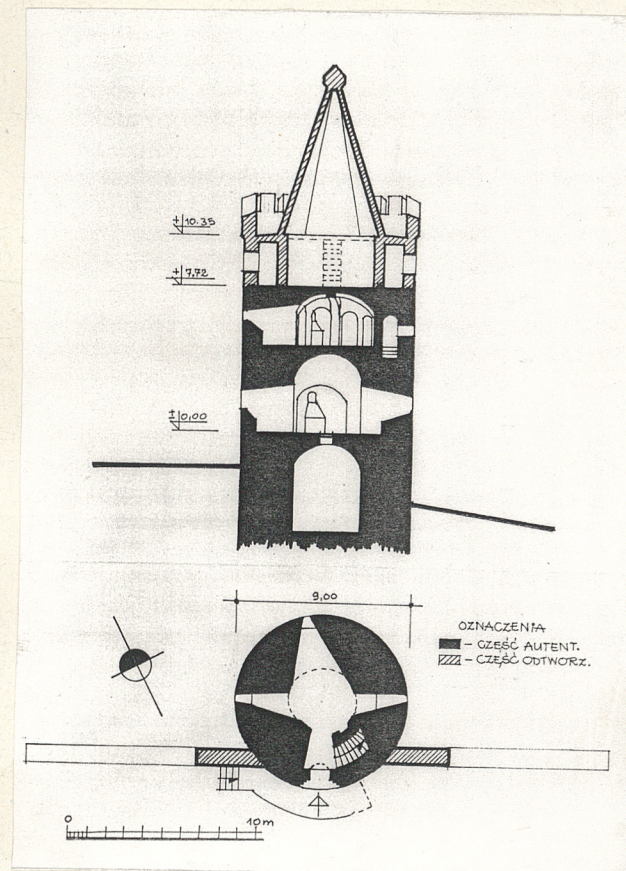 +10.35
+7,72
±0,00
9,00
OZNACZENIA
- CZĘŚĆ AUTENT.
- CZĘŚĆ ODTWORZ.
0 10m